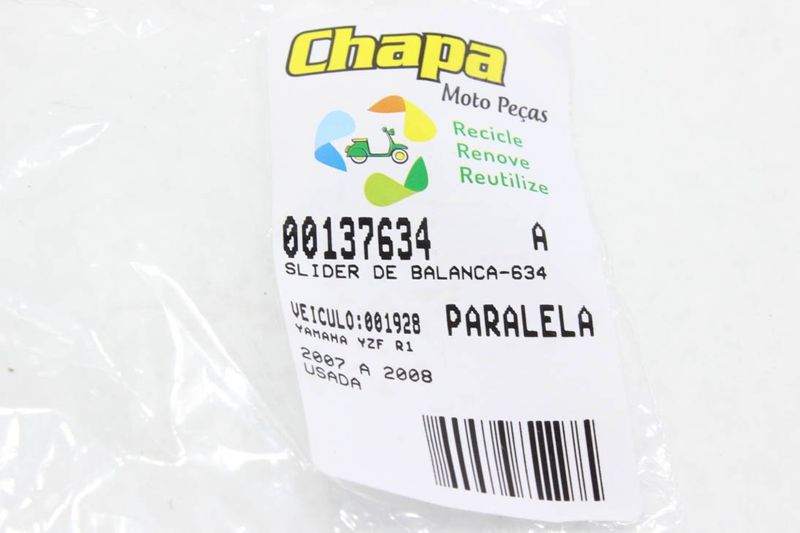 Chapa
Moto Peças
Recicle
Renove
Reutilize
00137634 A
SLIDER DE BALANCA-634
VEICULO:001928 PARALELA
YAMAHA YZF R1
2007 A 2008
USADA